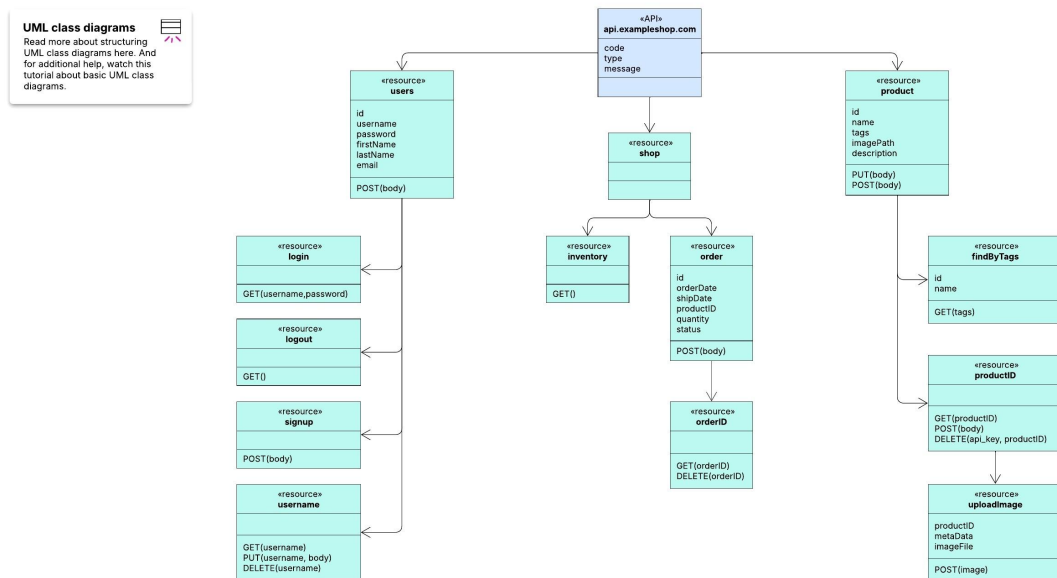 UML class diagrams
Read more about structuring
UML class diagrams here. And
for additional help, watch this
tutorial about basic UML class
diagrams.
«API»
api.exampleshop.com
code
type
message
«resource»
users
id
username
password
firstName
lastName
email
POST(body)
«resource»
shop
«resource»
product
id
name
tags
imagePath
description
PUT(body)
POST(body)
«resource»
login
GET(username,password)
«resource»
logout
GET()
«resource»
signup
POST(body)
«resource»
username
GET(username)
PUT(username, body)
DELETE(username)
«resource»
inventory
GET()
«resource»
order
id
orderDate
shipDate
productID
quantity
status
POST(body)
«resource»
orderID
GET(orderID)
DELETE(orderID)
«resource»
findByTags
id
name
GET(tags)
«resource»
productID
GET(productID)
POST(body)
DELETE(api_key, productID)
«resource»
uploadImage
productID
metaData
imageFile
POST(image)